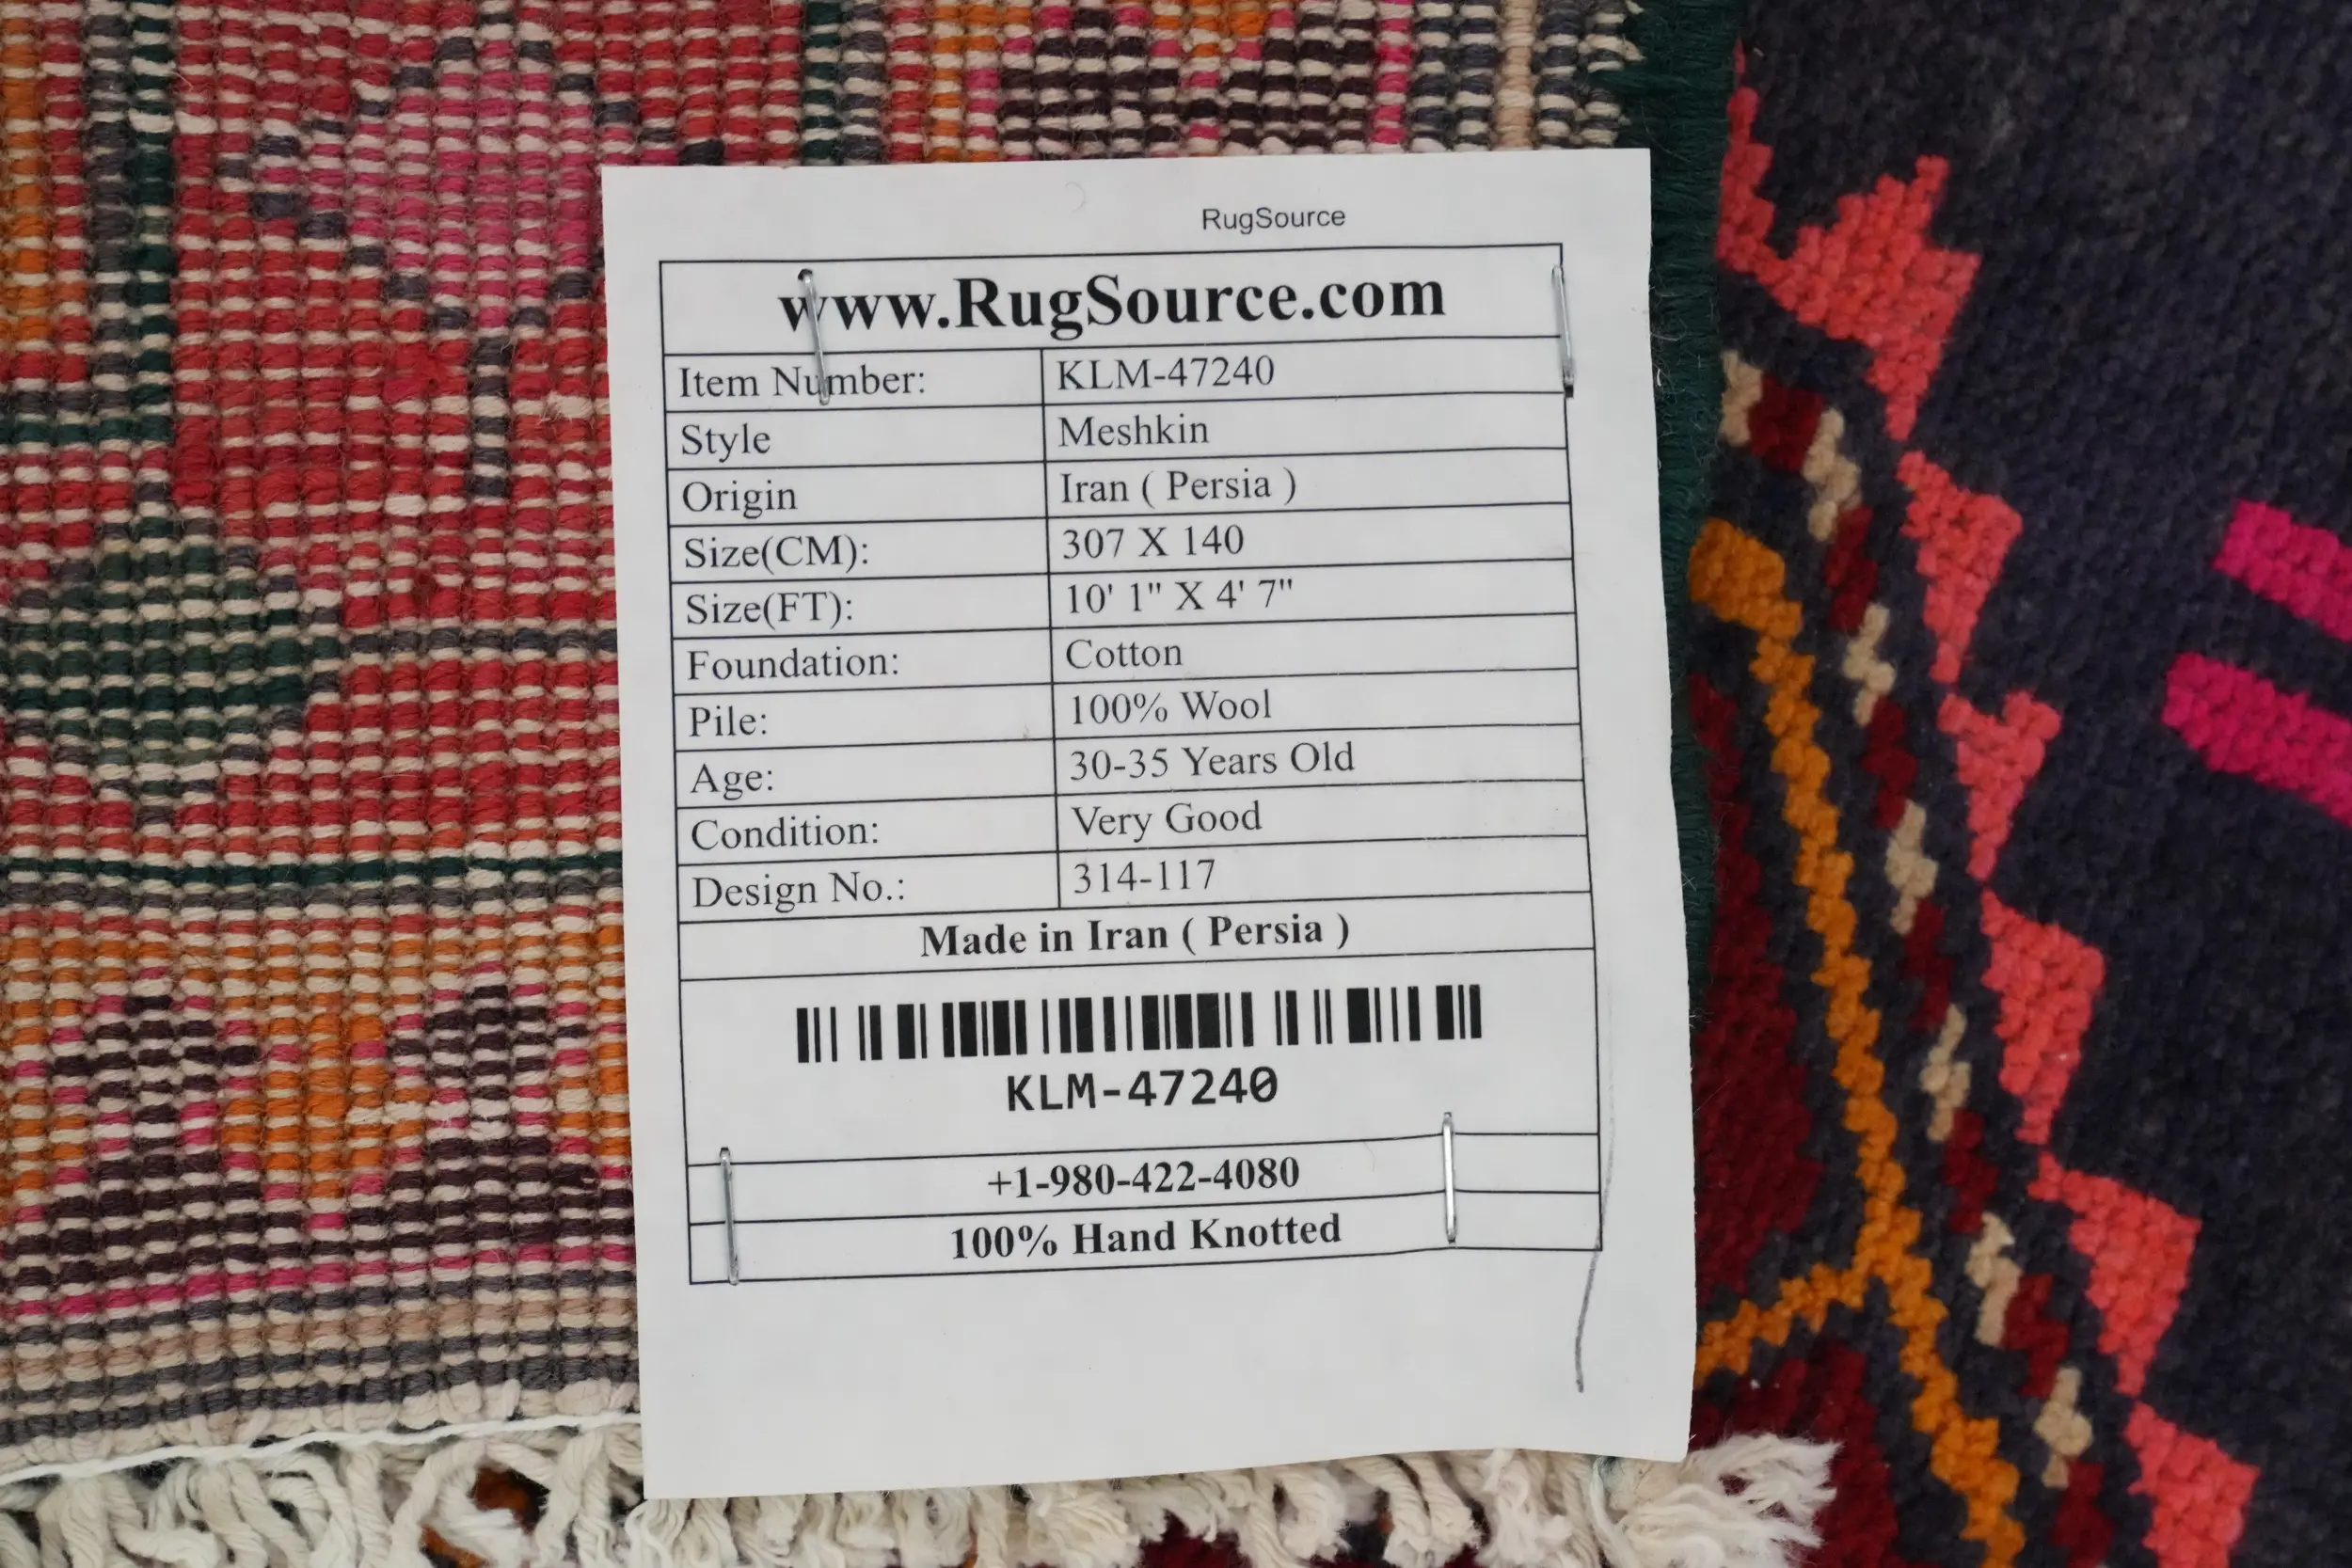 RugSource
www.RugSource.com
Item Number: KLM-47240
Style Meshkin
Origin Iran ( Persia )
Size(CM): 307 X 140
Size(FT): 10' 1" X 4' 7"
Foundation: Cotton
Pile: 100% Wool
Age: 30-35 Years Old
Condition: Very Good
Design No.: 314-117
Made in Iran ( Persia )
KLM-47240
+1-980-422-4080
100% Hand Knotted